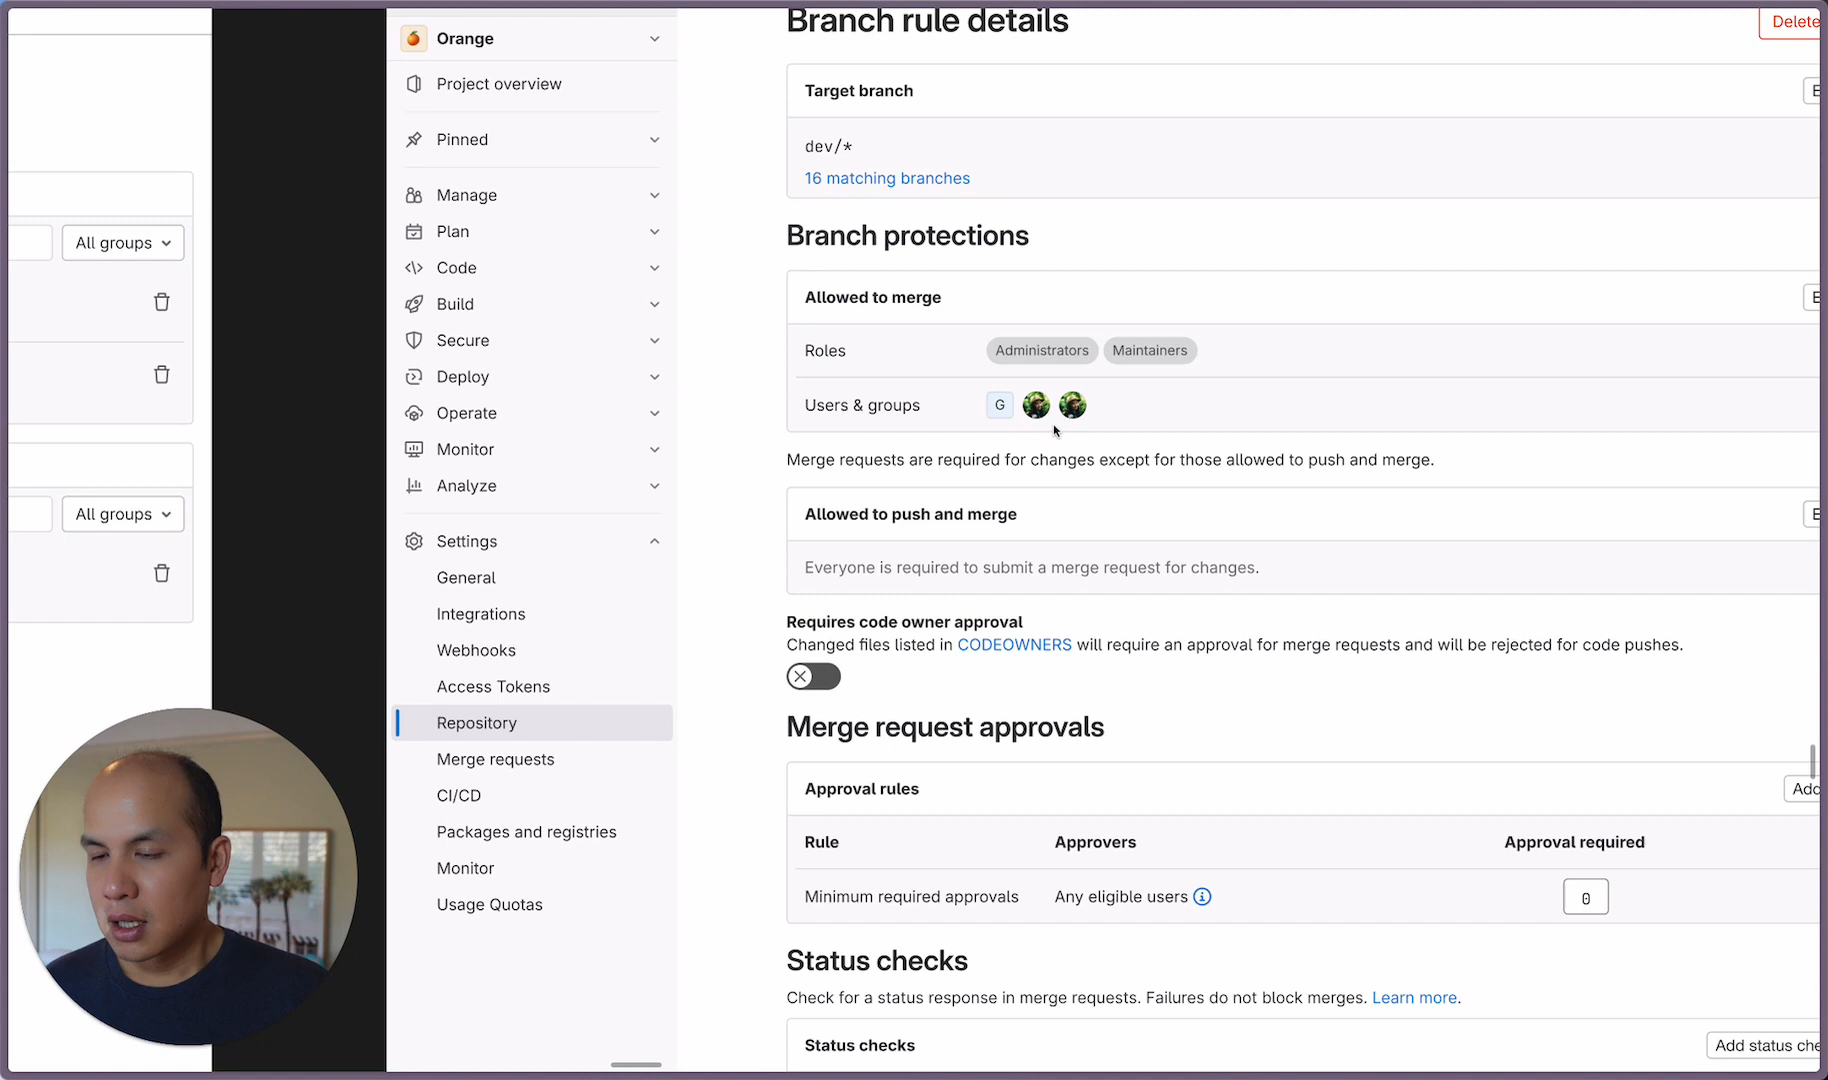 All groups
All groups
Orange
Project overview
Pinned
Manage
Plan
Code
Build
Secure
Deploy
Operate
Monitor
Analyze
Settings
General
Integrations
Webhooks
Access Tokens
Repository
Merge requests
CI/CD
Packages and registries
Monitor
Usage Quotas
Branch rule details
Delete
Target branch
E
dev/*
16 matching branches
Branch protections
Allowed to merge
E
Roles Administrators Maintainers
Users & groups G
Merge requests are required for changes except for those allowed to push and merge.
Allowed to push and merge
E
Everyone is required to submit a merge request for changes.
Requires code owner approval
Changed files listed in CODEOWNERS will require an approval for merge requests and will be rejected for code pushes.
Merge request approvals
Approval rules
Add
Rule Approvers Approval required
Minimum required approvals Any eligible users 0
Status checks
Check for a status response in merge requests. Failures do not block merges. Learn more.
Status checks
Add status che